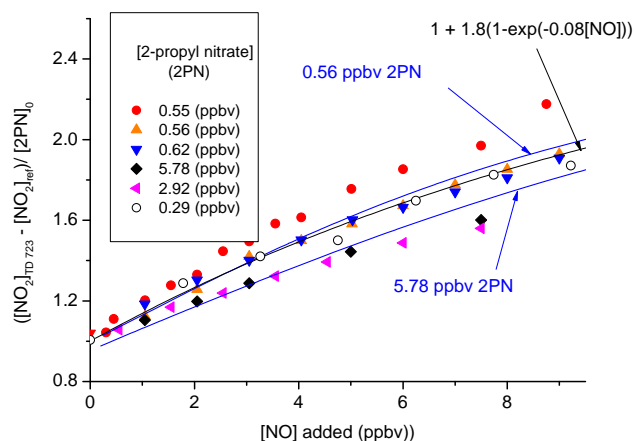 1 + 1.8(1-exp(-0.08[NO]))
[2-propyl nitrate]
(2PN)
0.55 (ppbv)
0.56 (ppbv)
0.62 (ppbv)
5.78 (ppbv)
2.92 (ppbv)
0.29 (ppbv)
0.56 ppbv 2PN
5.78 ppbv 2PN
([NO2]TD 723 - [NO2]ref)/ [2PN]0
2.4
2.0
1.6
1.2
0.8
0 2 4 6 8
[NO] added (ppbv))